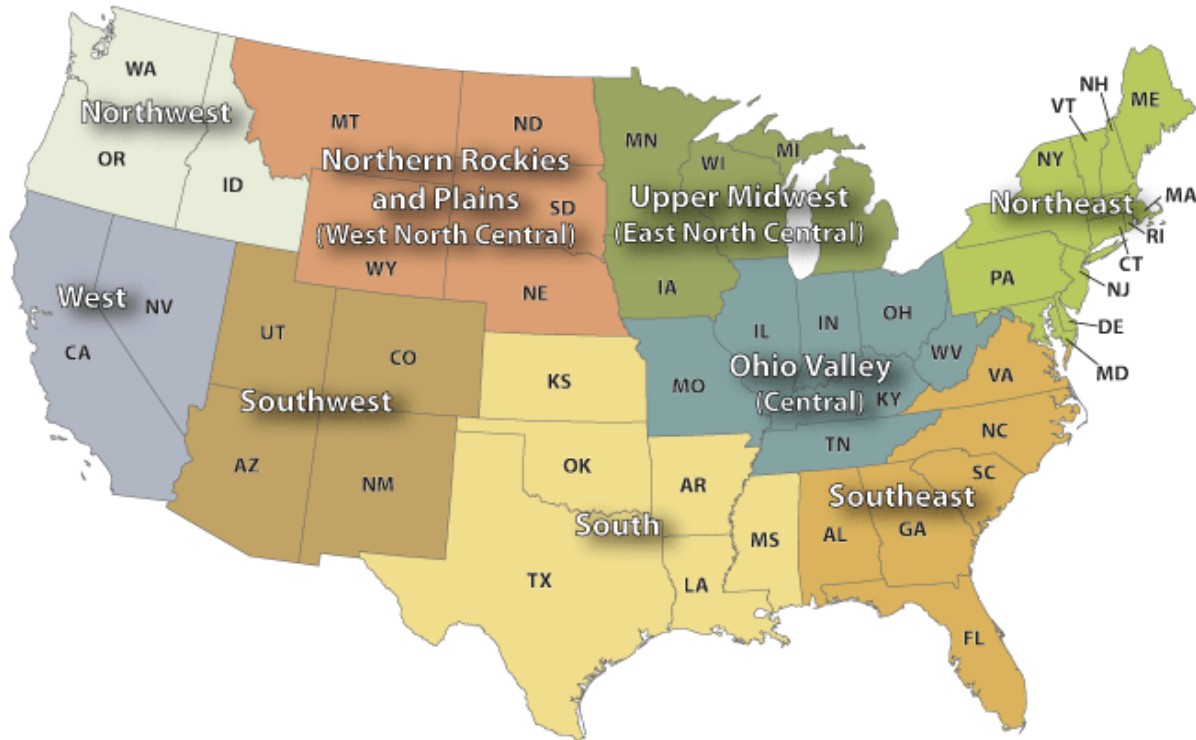 WA
Northwest
OR
ID
MT
ND
Northern Rockies
and Plains
(West North Central)
SD
WY
NE
MN
WI
MI
Upper Midwest
(East North Central)
IA
NH
VT
ME
NY
MA
Northeast
RI
CT
PA
NJ
DE
MD
West
NV
CA
UT
CO
Southwest
AZ
NM
KS
OK
AR
South
TX
LA
MS
IL
IN
OH
WV
Ohio Valley
(Central)
MO
KY
TN
VA
NC
SC
Southeast
AL
GA
FL